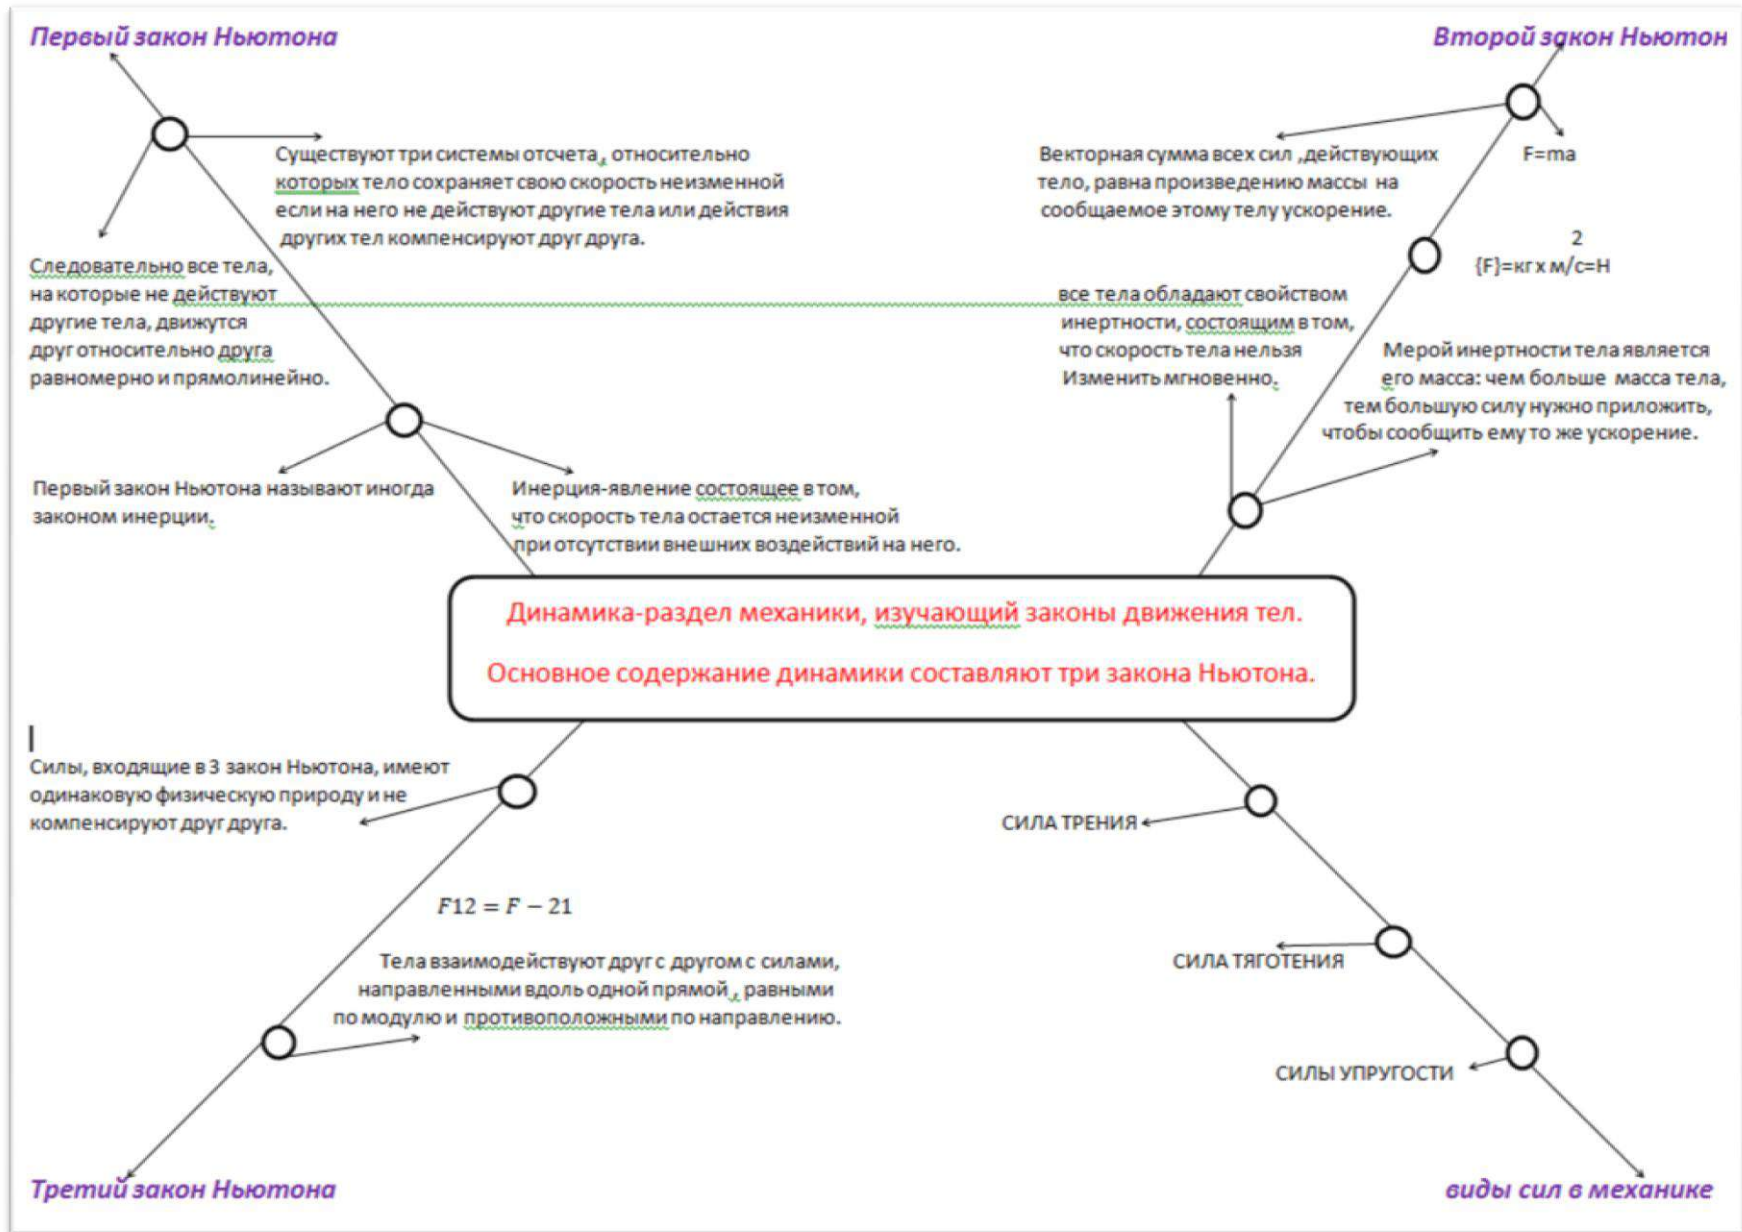 Первый закон Ньютона
Второй закон Ньютон
Существуют три системы отсчета , относительно
которых тело сохраняет свою скорость неизменной
если на него не действуют другие тела или действия
других тел компенсируют друг друга.
Векторная сумма всех сил ,действующих
тело, равна произведению массы на
сообщаемое этому телу ускорение.
F=ma
2
{F}=кг х м/с=Н
Следовательно все тела,
на которые не действуют
другие тела, движутся
друг относительно друга
равномерно и прямолинейно.
все тела обладают свойством
инертности, состоящим в том,
что скорость тела нельзя
Изменить мгновенно.
Мерой инертности тела является
его масса: чем больше масса тела,
тем большую силу нужно приложить,
чтобы сообщить ему то же ускорение.
Первый закон Ньютона называют иногда
законом инерции.
Инерция-явление состоящее в том,
что скорость тела остается неизменной
при отсутствии внешних воздействий на него.
Динамика-раздел механики, изучающий законы движения тел.
Основное содержание динамики составляют три закона Ньютона.
Силы, входящие в 3 закон Ньютона, имеют
одинаковую физическую природу и не
компенсируют друг друга.
СИЛА ТРЕНИЯ
F12 = F − 21
Тела взаимодействуют друг с другом с силами,
направленными вдоль одной прямой , равными
по модулю и противоположными по направлению.
СИЛА ТЯГОТЕНИЯ
СИЛЫ УПРУГОСТИ
Третий закон Ньютона
виды сил в механике